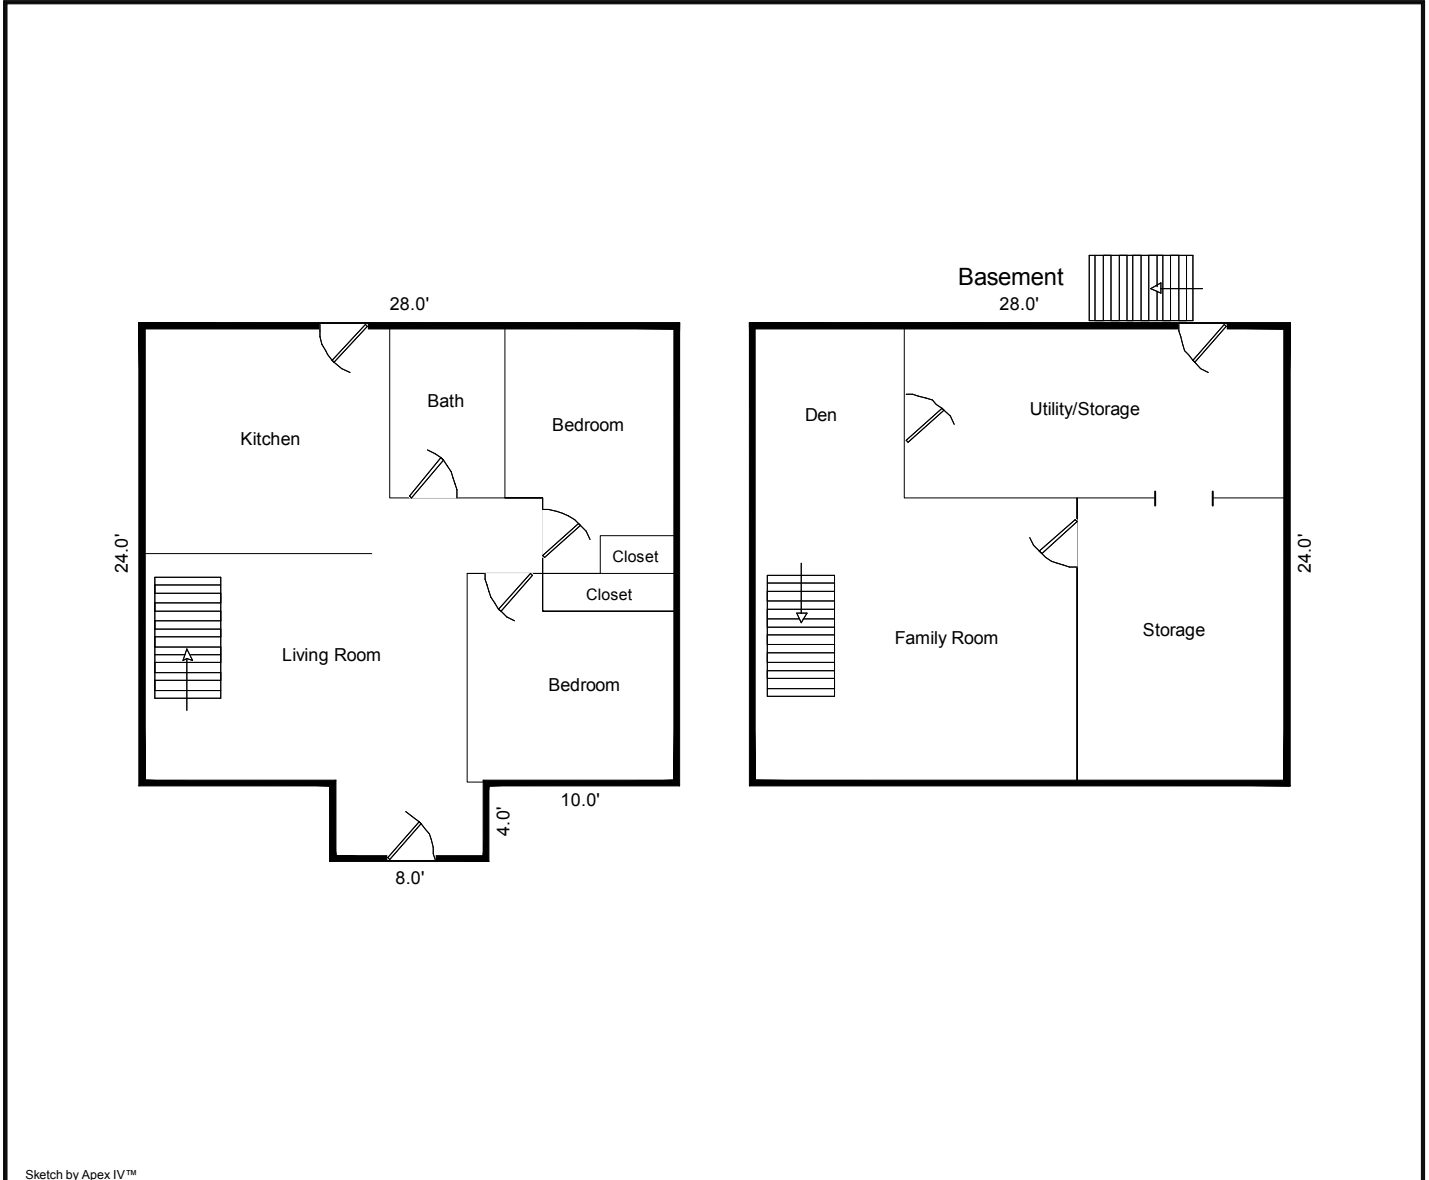 Basement
28.0'
28.0'
Bath
Bedroom
Kitchen
Den
Utility/Storage
24.0'
Closet
Closet
24.0'
Living Room
Bedroom
Family Room
Storage
10.0'
4.0'
8.0'
Sketch by Apex IV™